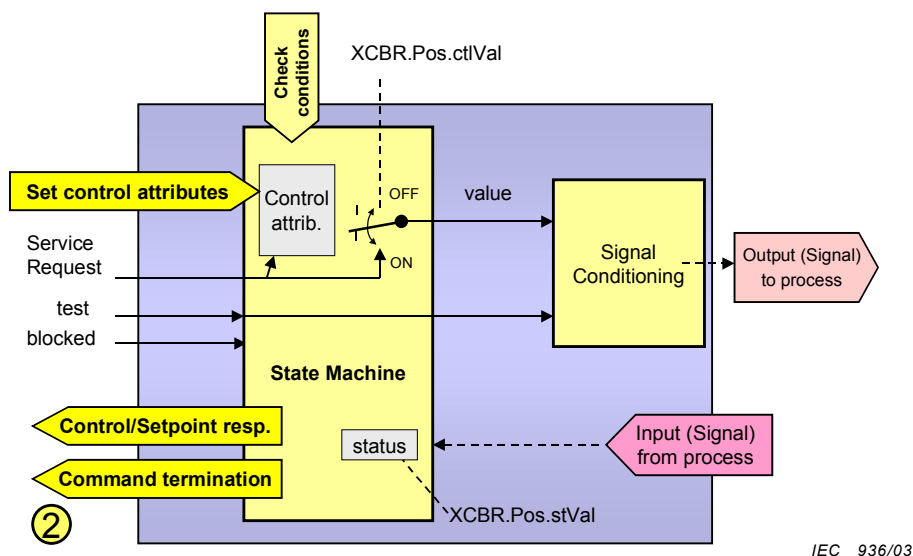 XCBR.Pos.ctlVal
Check
conditions
Set control attributes
Control
attrib.
OFF
value
ON
Service
Request
Signal
Conditioning
Output (Signal)
to process
test
blocked
State Machine
Control/Setpoint resp.
status
Input (Signal)
from process
Command termination
XCBR.Pos.stVal
2
IEC 936/03